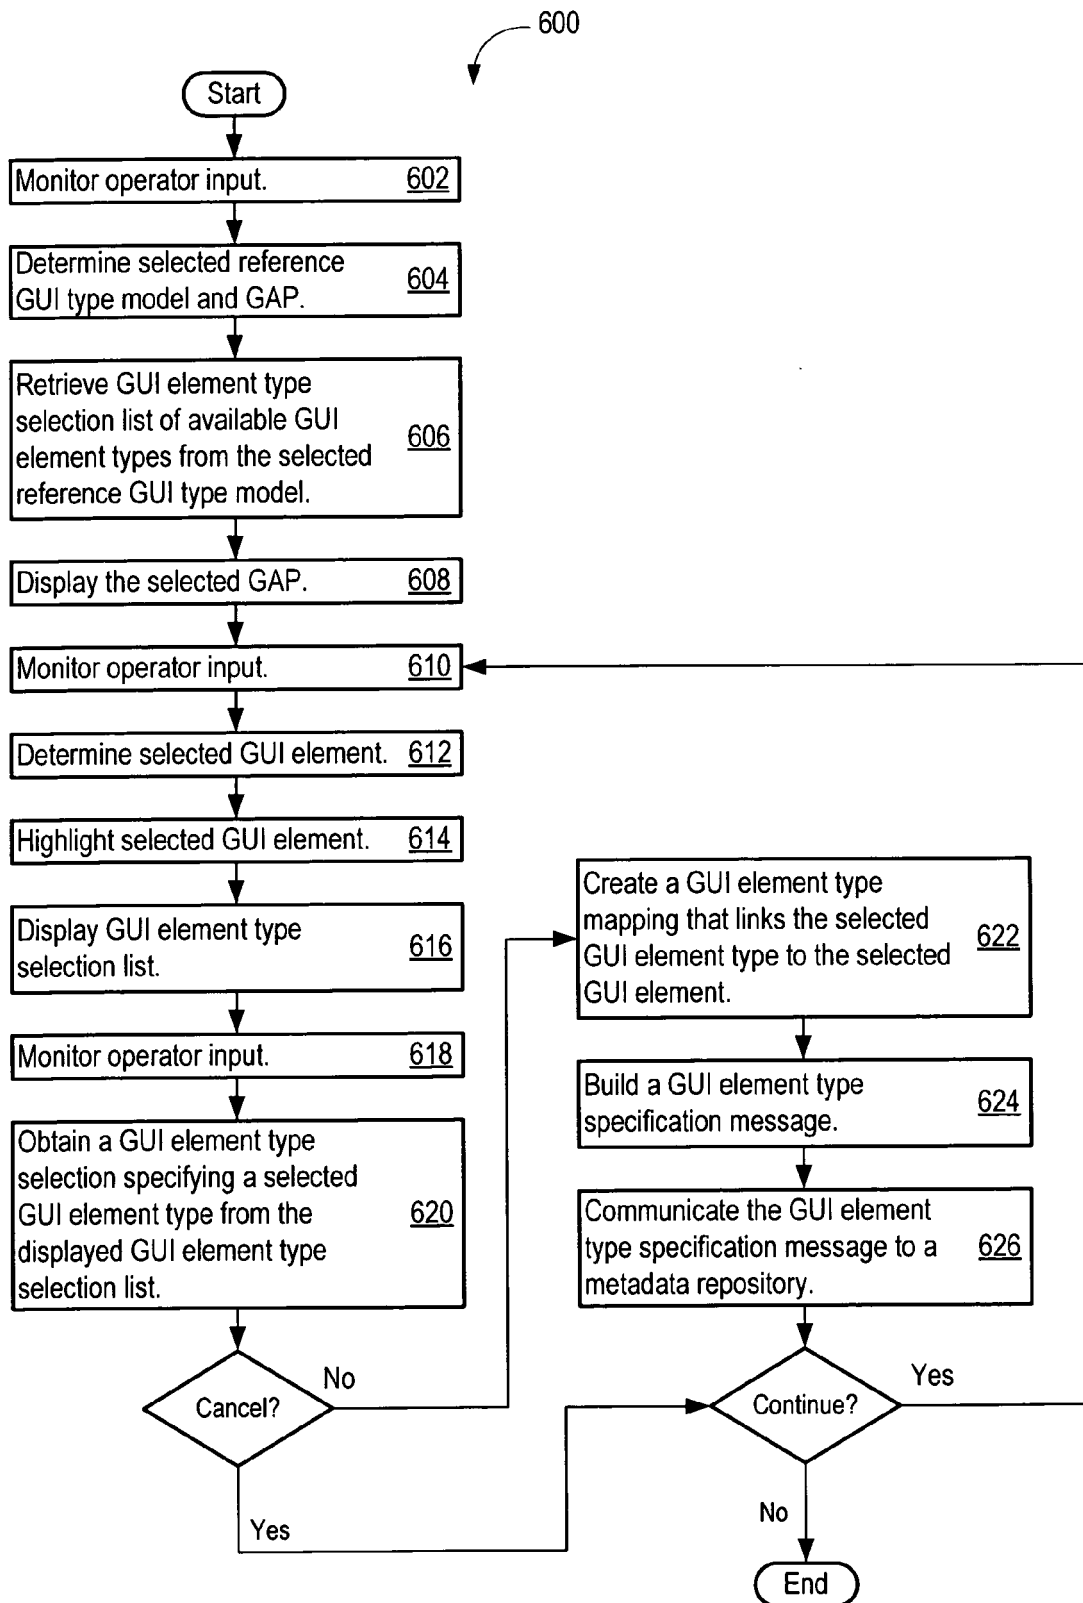 600
Start
Monitor operator input. 602
Determine selected reference
GUI type model and GAP. 604
Retrieve GUI element type
selection list of available GUI
element types from the selected
reference GUI type model. 606
Display the selected GAP. 608
Monitor operator input. 610
Determine selected GUI element. 612
Highlight selected GUI element. 614
Display GUI element type
selection list. 616
Monitor operator input. 618
Obtain a GUI element type
selection specifying a selected
GUI element type from the
displayed GUI element type
selection list. 620
Cancel?
No
Yes
Create a GUI element type
mapping that links the selected
GUI element type to the selected
GUI element. 622
Build a GUI element type
specification message. 624
Communicate the GUI element
type specification message to a
metadata repository. 626
Continue?
Yes
No
End